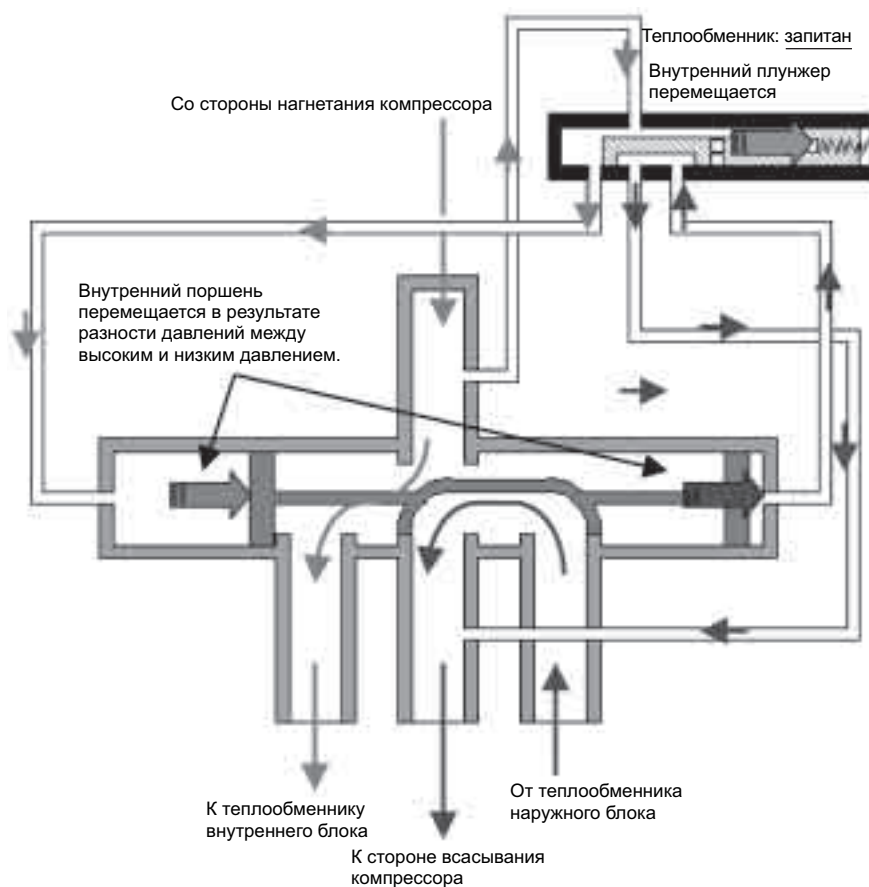 Теплообменник: запитан
Внутренний плунжер
перемещается
Со стороны нагнетания компрессора
Внутренний поршень
перемещается в результате
разности давлений между
высоким и низким давлением.
К теплообменнику
внутреннего блока
От теплообменника
наружного блока
К стороне всасывания
компрессора